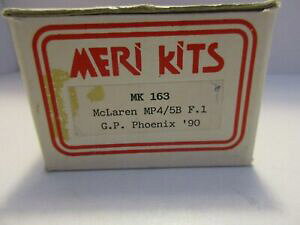 MERI KITS
MK 163
McLaren MP4/5B F.1
G.P. Phoenix '90